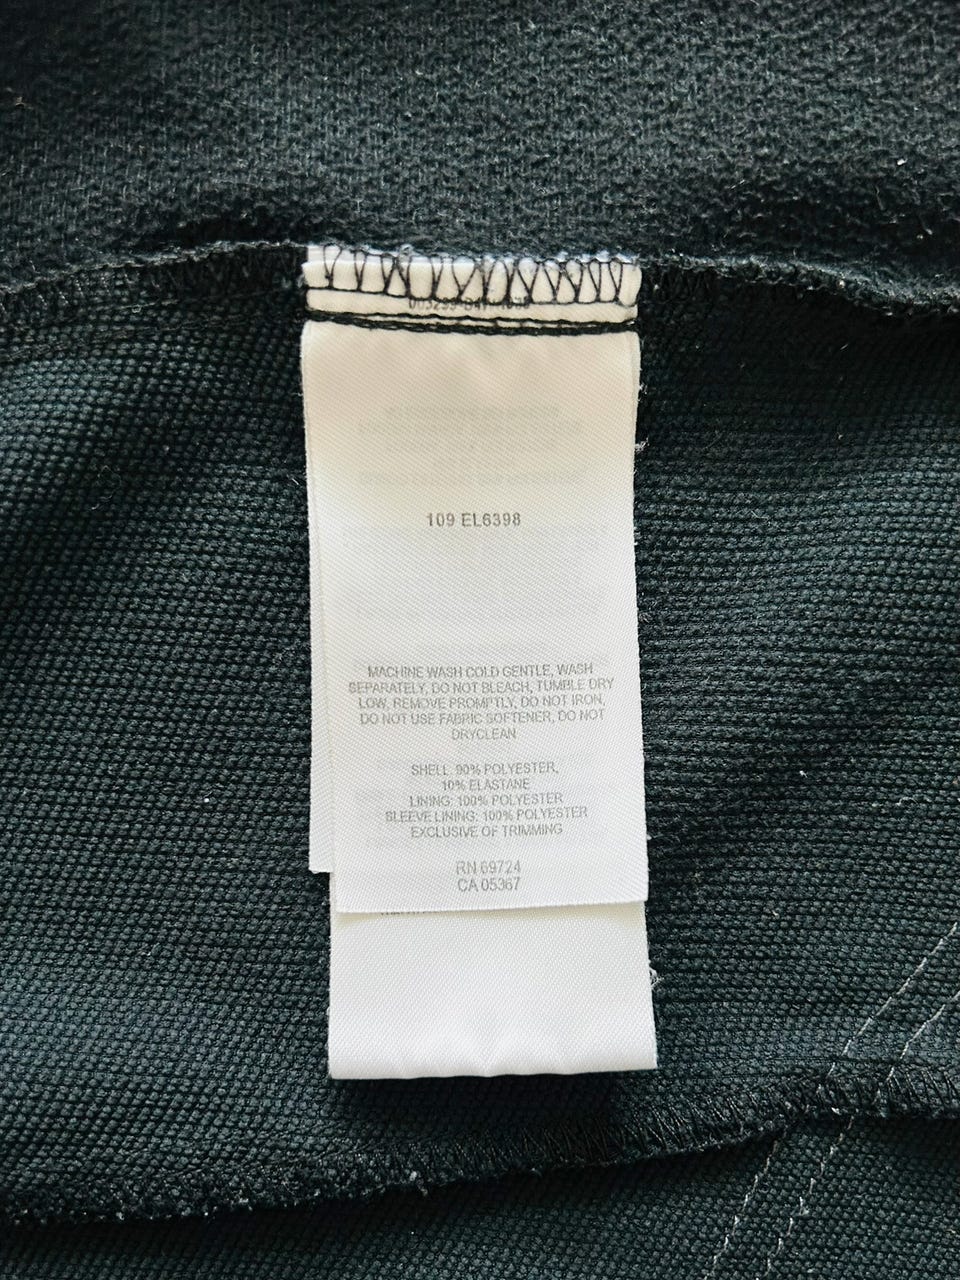 109 EL6398
MACHINE WASH COLD GENTLE, WASH
SEPARATELY, DO NOT BLEACH, TUMBLE DRY
LOW, REMOVE PROMPTLY, DO NOT IRON,
DO NOT USE FABRIC SOFTENER, DO NOT
DRYCLEAN
SHELL: 90% POLYESTER,
10% ELASTANE
LINING: 100% POLYESTER
SLEEVE LINING: 100% POLYESTER
EXCLUSIVE OF TRIMMING
RN 69724
CA 05367